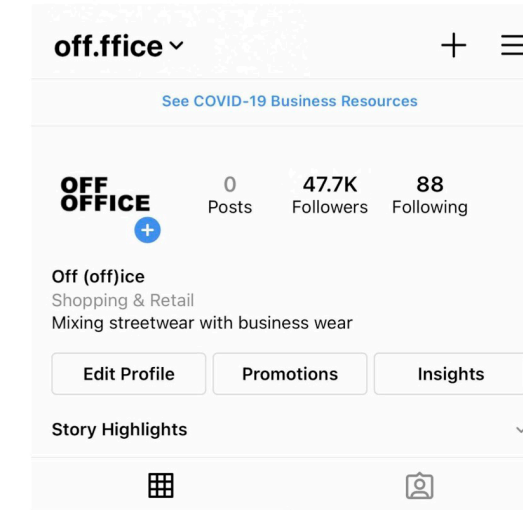 off.ffice
See COVID-19 Business Resources
OFF
OFFICE
0 47.7K 88
Posts Followers Following
Off (off)ice
Shopping & Retail
Mixing streetwear with business wear
Edit Profile Promotions Insights
Story Highlights